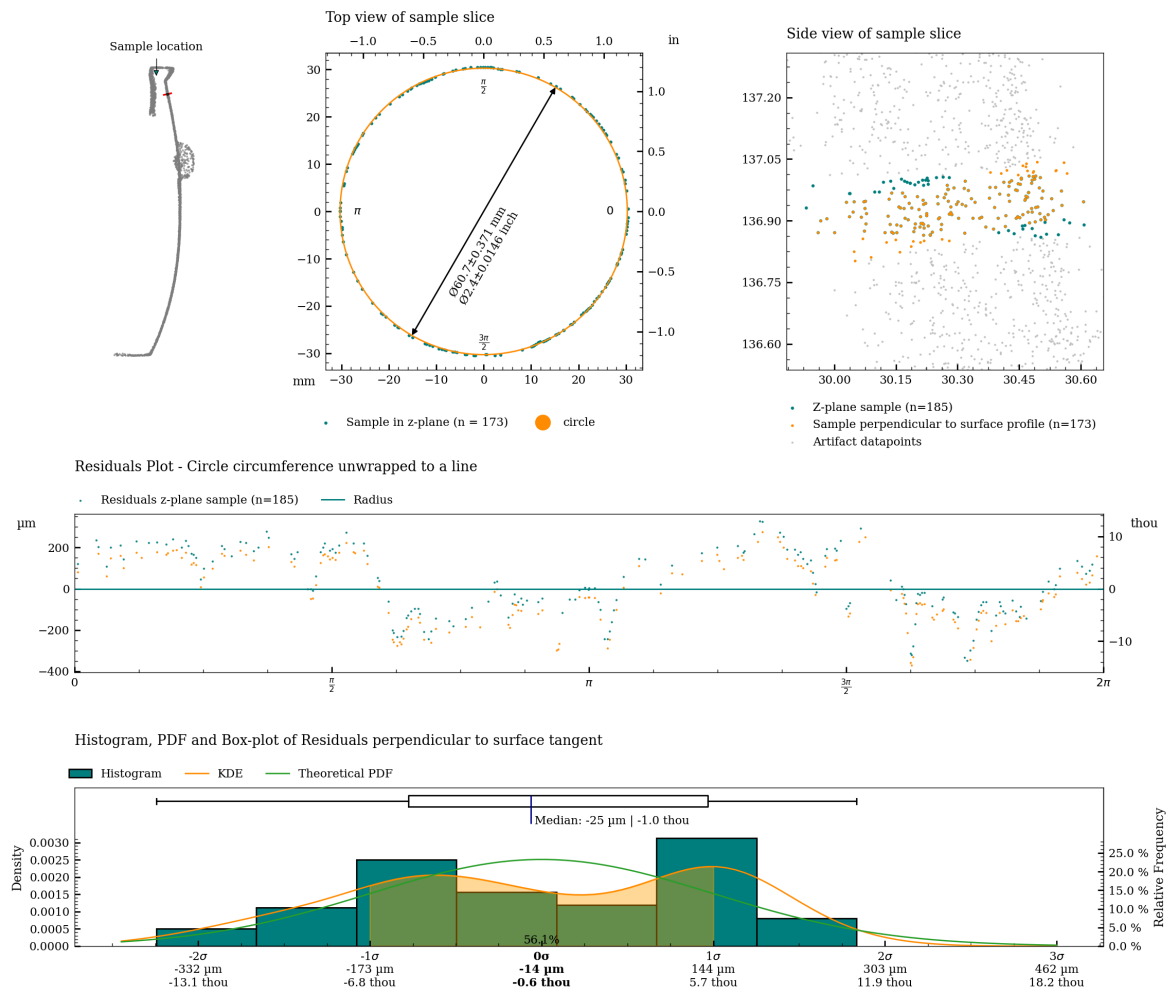 Sample location
Top view of sample slice
−1.0 −0.5 0.0 0.5 1.0 in
30
20
10
0
−10
−20
−30
1.0
0.5
0.0
−0.5
−1.0
π/2
π
0
3π/2
Ø60.7±0.371 mm
Ø2.4±0.0146 inch
mm −30 −20 −10 0 10 20 30
Sample in z-plane (n = 173) circle
Side view of sample slice
137.20
137.05
136.90
136.75
136.60
30.00 30.15 30.30 30.45 30.60
Z-plane sample (n=185)
Sample perpendicular to surface profile (n=173)
Artifact datapoints
Residuals Plot - Circle circumference unwrapped to a line
Residuals z-plane sample (n=185) Radius
µm thou
200
0
−200
−400
10
0
−10
0 π/2 π 3π/2 2π
Histogram, PDF and Box-plot of Residuals perpendicular to surface tangent
Histogram KDE Theoretical PDF
Median: -25 µm | -1.0 thou
Density
0.0030
0.0025
0.0020
0.0015
0.0010
0.0005
0.0000
Relative Frequency
25.0 %
20.0 %
15.0 %
10.0 %
5.0 %
0.0 %
56.1%
-2σ -1σ 0σ 1σ 2σ 3σ
-332 µm -173 µm -14 µm 144 µm 303 µm 462 µm
-13.1 thou -6.8 thou -0.6 thou 5.7 thou 11.9 thou 18.2 thou